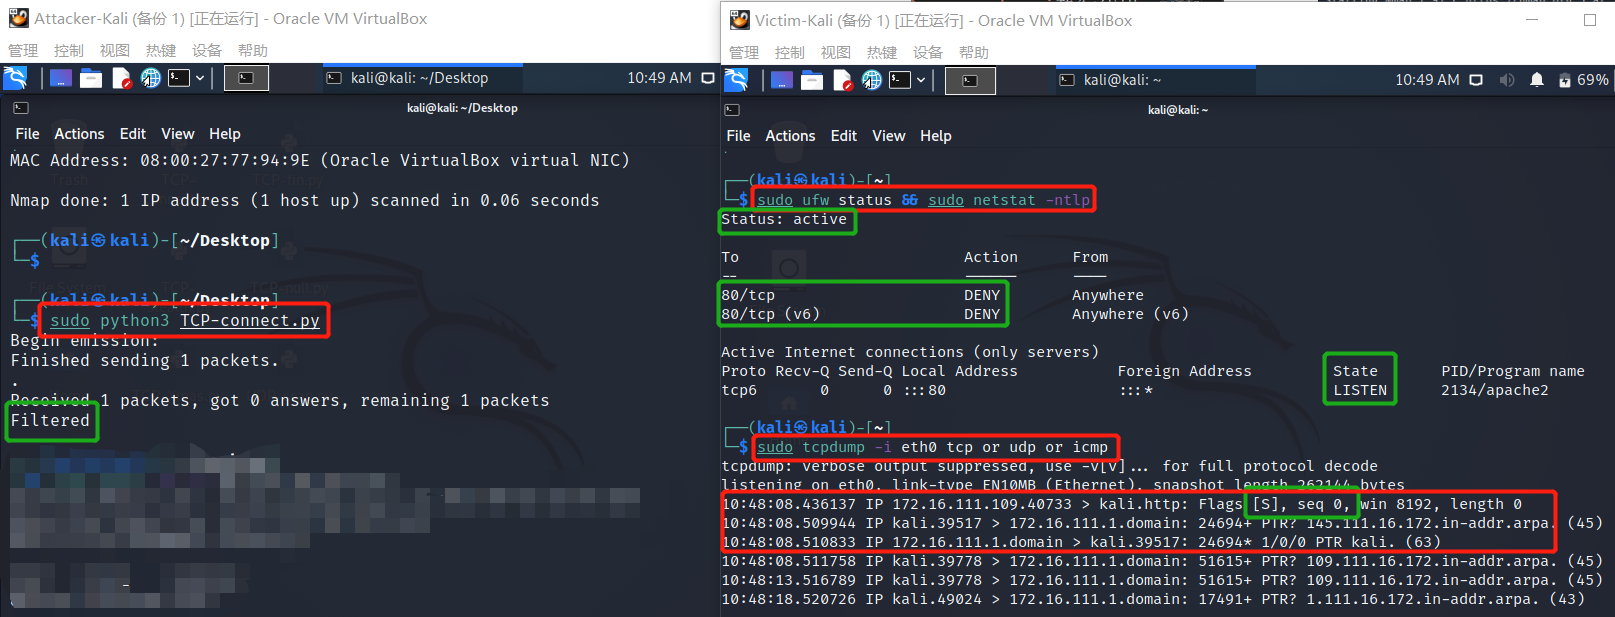 Attacker-Kali (备份 1) [正在运行] - Oracle VM VirtualBox
管理 控制 视图 热键 设备 帮助
kali@kali: ~/Desktop 10:49 AM
kali@kali: ~/Desktop
File Actions Edit View Help
MAC Address: 08:00:27:77:94:9E (Oracle VirtualBox virtual NIC)
Nmap done: 1 IP address (1 host up) scanned in 0.06 seconds
(kali㉿kali)-[~/Desktop]
$
(kali㉿kali)-[~/Desktop]
$ sudo python3 TCP-connect.py
Begin emission:
Finished sending 1 packets.
.
Received 1 packets, got 0 answers, remaining 1 packets
Filtered
Victim-Kali (备份 1) [正在运行] - Oracle VM VirtualBox
管理 控制 视图 热键 设备 帮助
kali@kali: ~ 10:49 AM 69%
kali@kali: ~
File Actions Edit View Help
(kali㉿kali)-[~]
$ sudo ufw status && sudo netstat -ntlp
Status: active
To Action From
-- ------ ----
80/tcp DENY Anywhere
80/tcp (v6) DENY Anywhere (v6)
Active Internet connections (only servers)
Proto Recv-Q Send-Q Local Address Foreign Address State PID/Program name
tcp6 0 0 :::80 :::* LISTEN 2134/apache2
(kali㉿kali)-[~]
$ sudo tcpdump -i eth0 tcp or udp or icmp
tcpdump: verbose output suppressed, use -v[v]... for full protocol decode
listening on eth0, link-type EN10MB (Ethernet), snapshot length 262144 bytes
10:48:08.436137 IP 172.16.111.109.40733 > kali.http: Flags [S], seq 0, win 8192, length 0
10:48:08.509944 IP kali.39517 > 172.16.111.1.domain: 24694+ PTR? 145.111.16.172.in-addr.arpa. (45)
10:48:08.510833 IP 172.16.111.1.domain > kali.39517: 24694* 1/0/0 PTR kali. (63)
10:48:08.511758 IP kali.39778 > 172.16.111.1.domain: 51615+ PTR? 109.111.16.172.in-addr.arpa. (45)
10:48:13.516789 IP kali.39778 > 172.16.111.1.domain: 51615+ PTR? 109.111.16.172.in-addr.arpa. (45)
10:48:18.520726 IP kali.49024 > 172.16.111.1.domain: 17491+ PTR? 1.111.16.172.in-addr.arpa. (43)